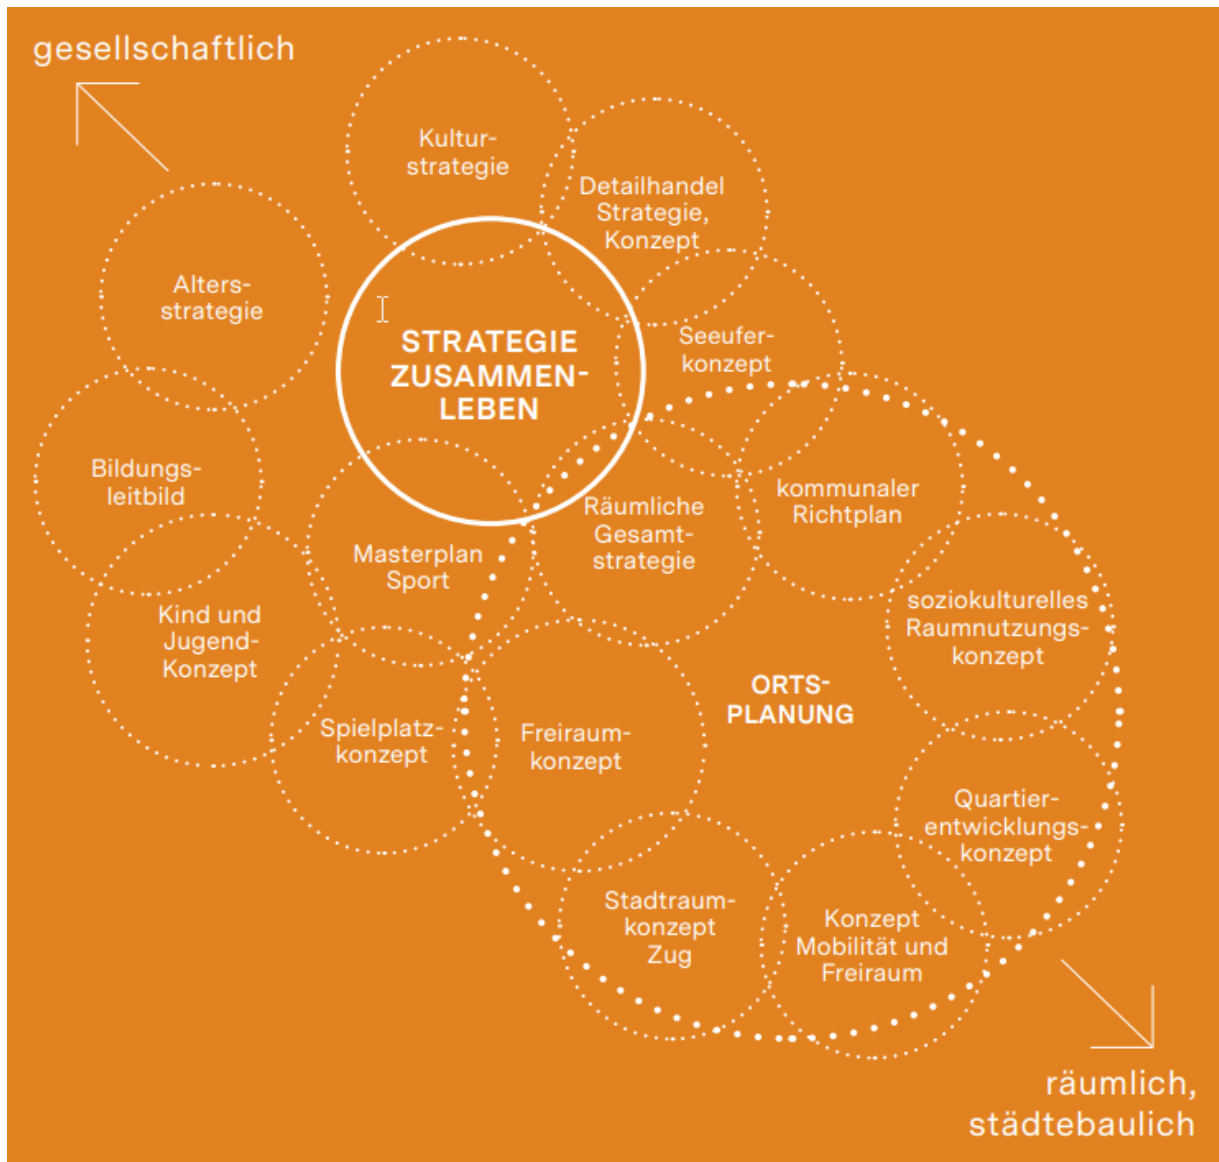 gesellschaftlich
Kultur-
strategie
Detailhandel
Strategie,
Konzept
Alters-
strategie
STRATEGIE
ZUSAMMEN-
LEBEN
Seeufer-
konzept
Bildungs-
leitbild
Räumliche
Gesamt-
strategie
kommunaler
Richtplan
Masterplan
Sport
Kind und
Jugend-
Konzept
soziokulturelles
Raumnutzungs-
konzept
ORTS-
PLANUNG
Spielplatz-
konzept
Freiraum-
konzept
Quartier-
entwicklungs-
konzept
Stadtraum-
konzept
Zug
Konzept
Mobilität und
Freiraum
räumlich,
städtebaulich